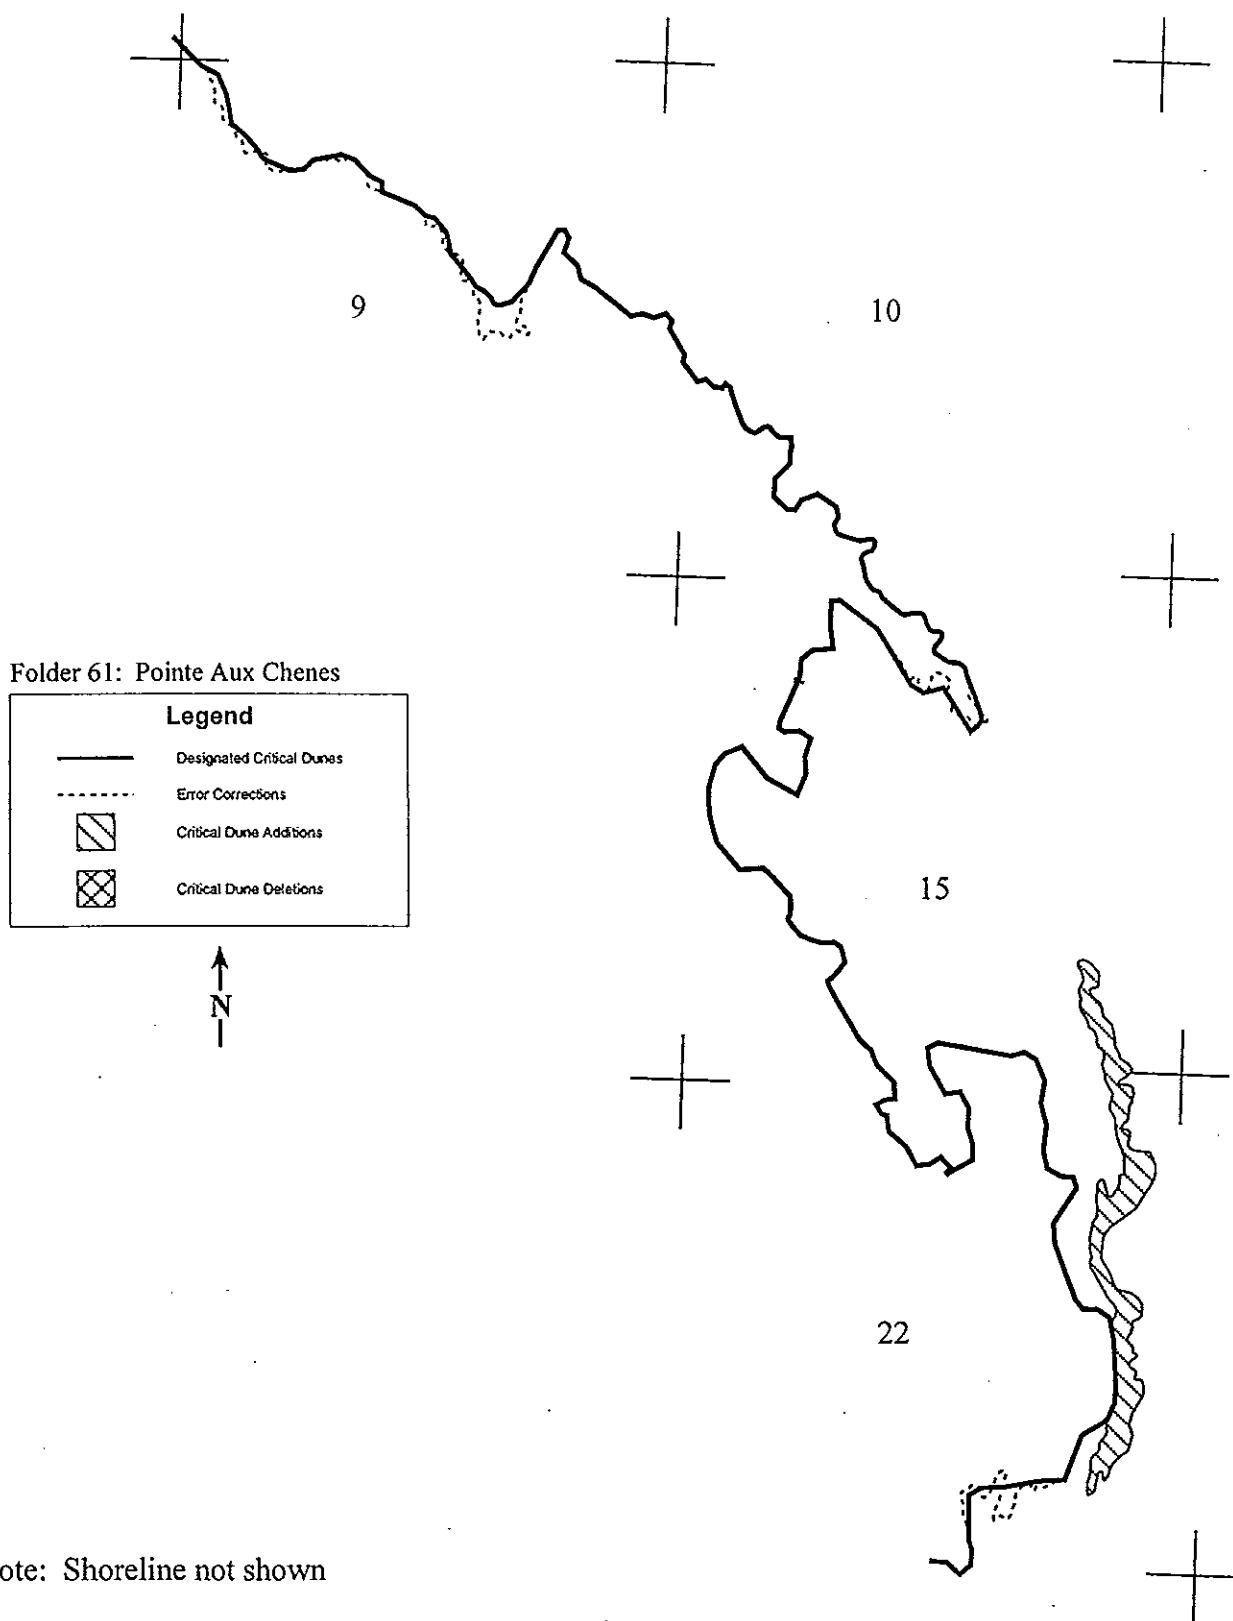 9
10
Folder 61: Pointe Aux Chenes
Legend
Designated Critical Dunes
Error Corrections
Critical Dune Additions
Critical Dune Deletions
N
15
22
ote: Shoreline not shown